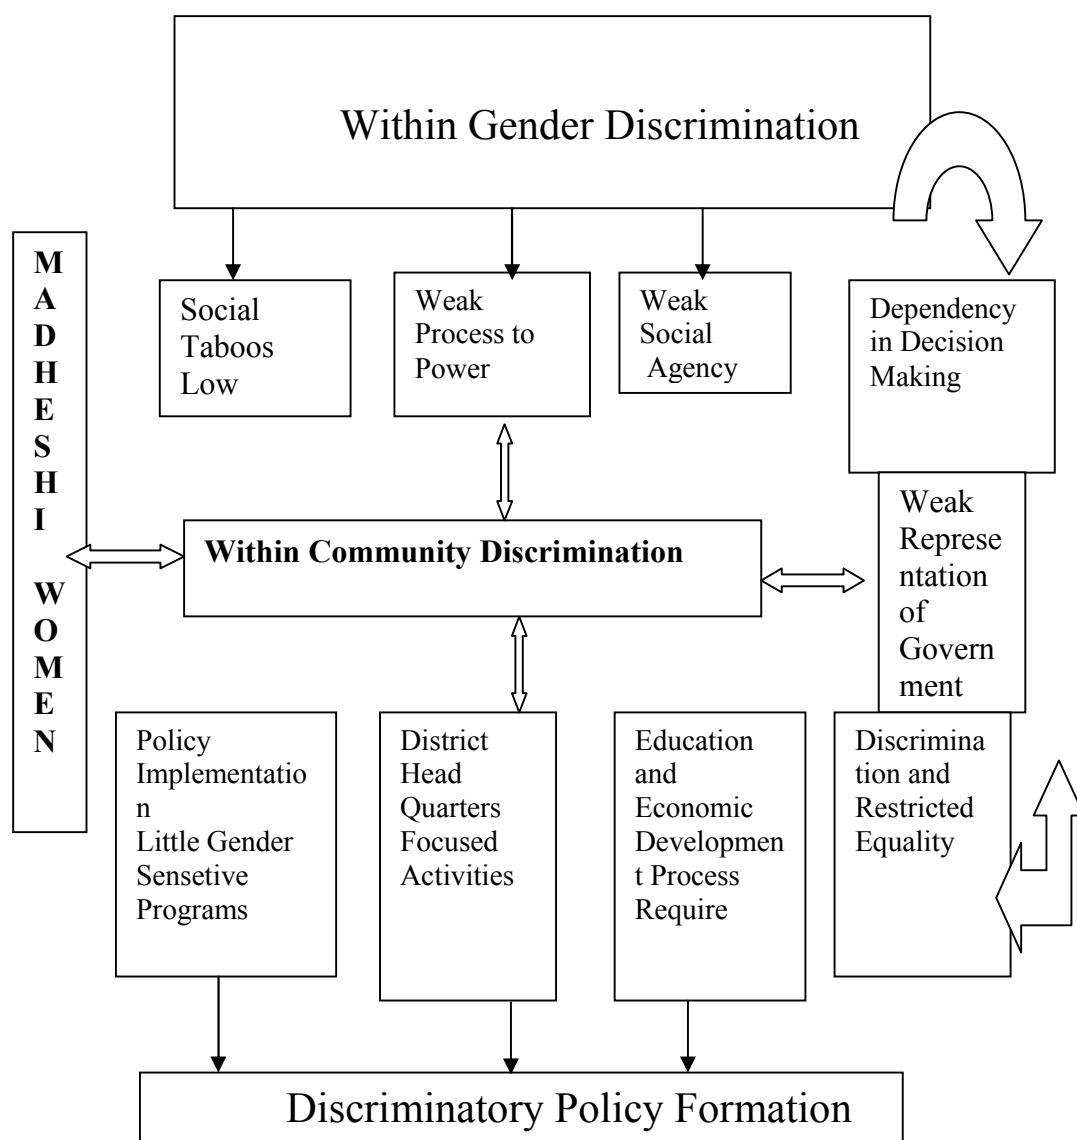 Within Gender Discrimination
M
A
D
H
E
S
H
I
W
O
M
E
N
Social
Taboos
Low
Weak
Process to
Power
Weak
Social
Agency
Dependency
in Decision
Making
Within Community Discrimination
Weak
Represe
ntation
of
Govern
ment
Policy
Implementatio
n
Little Gender
Sensetive
Programs
District
Head
Quarters
Focused
Activities
Education
and
Economic
Developmen
t Process
Require
Discrimina
tion and
Restricted
Equality
Discriminatory Policy Formation